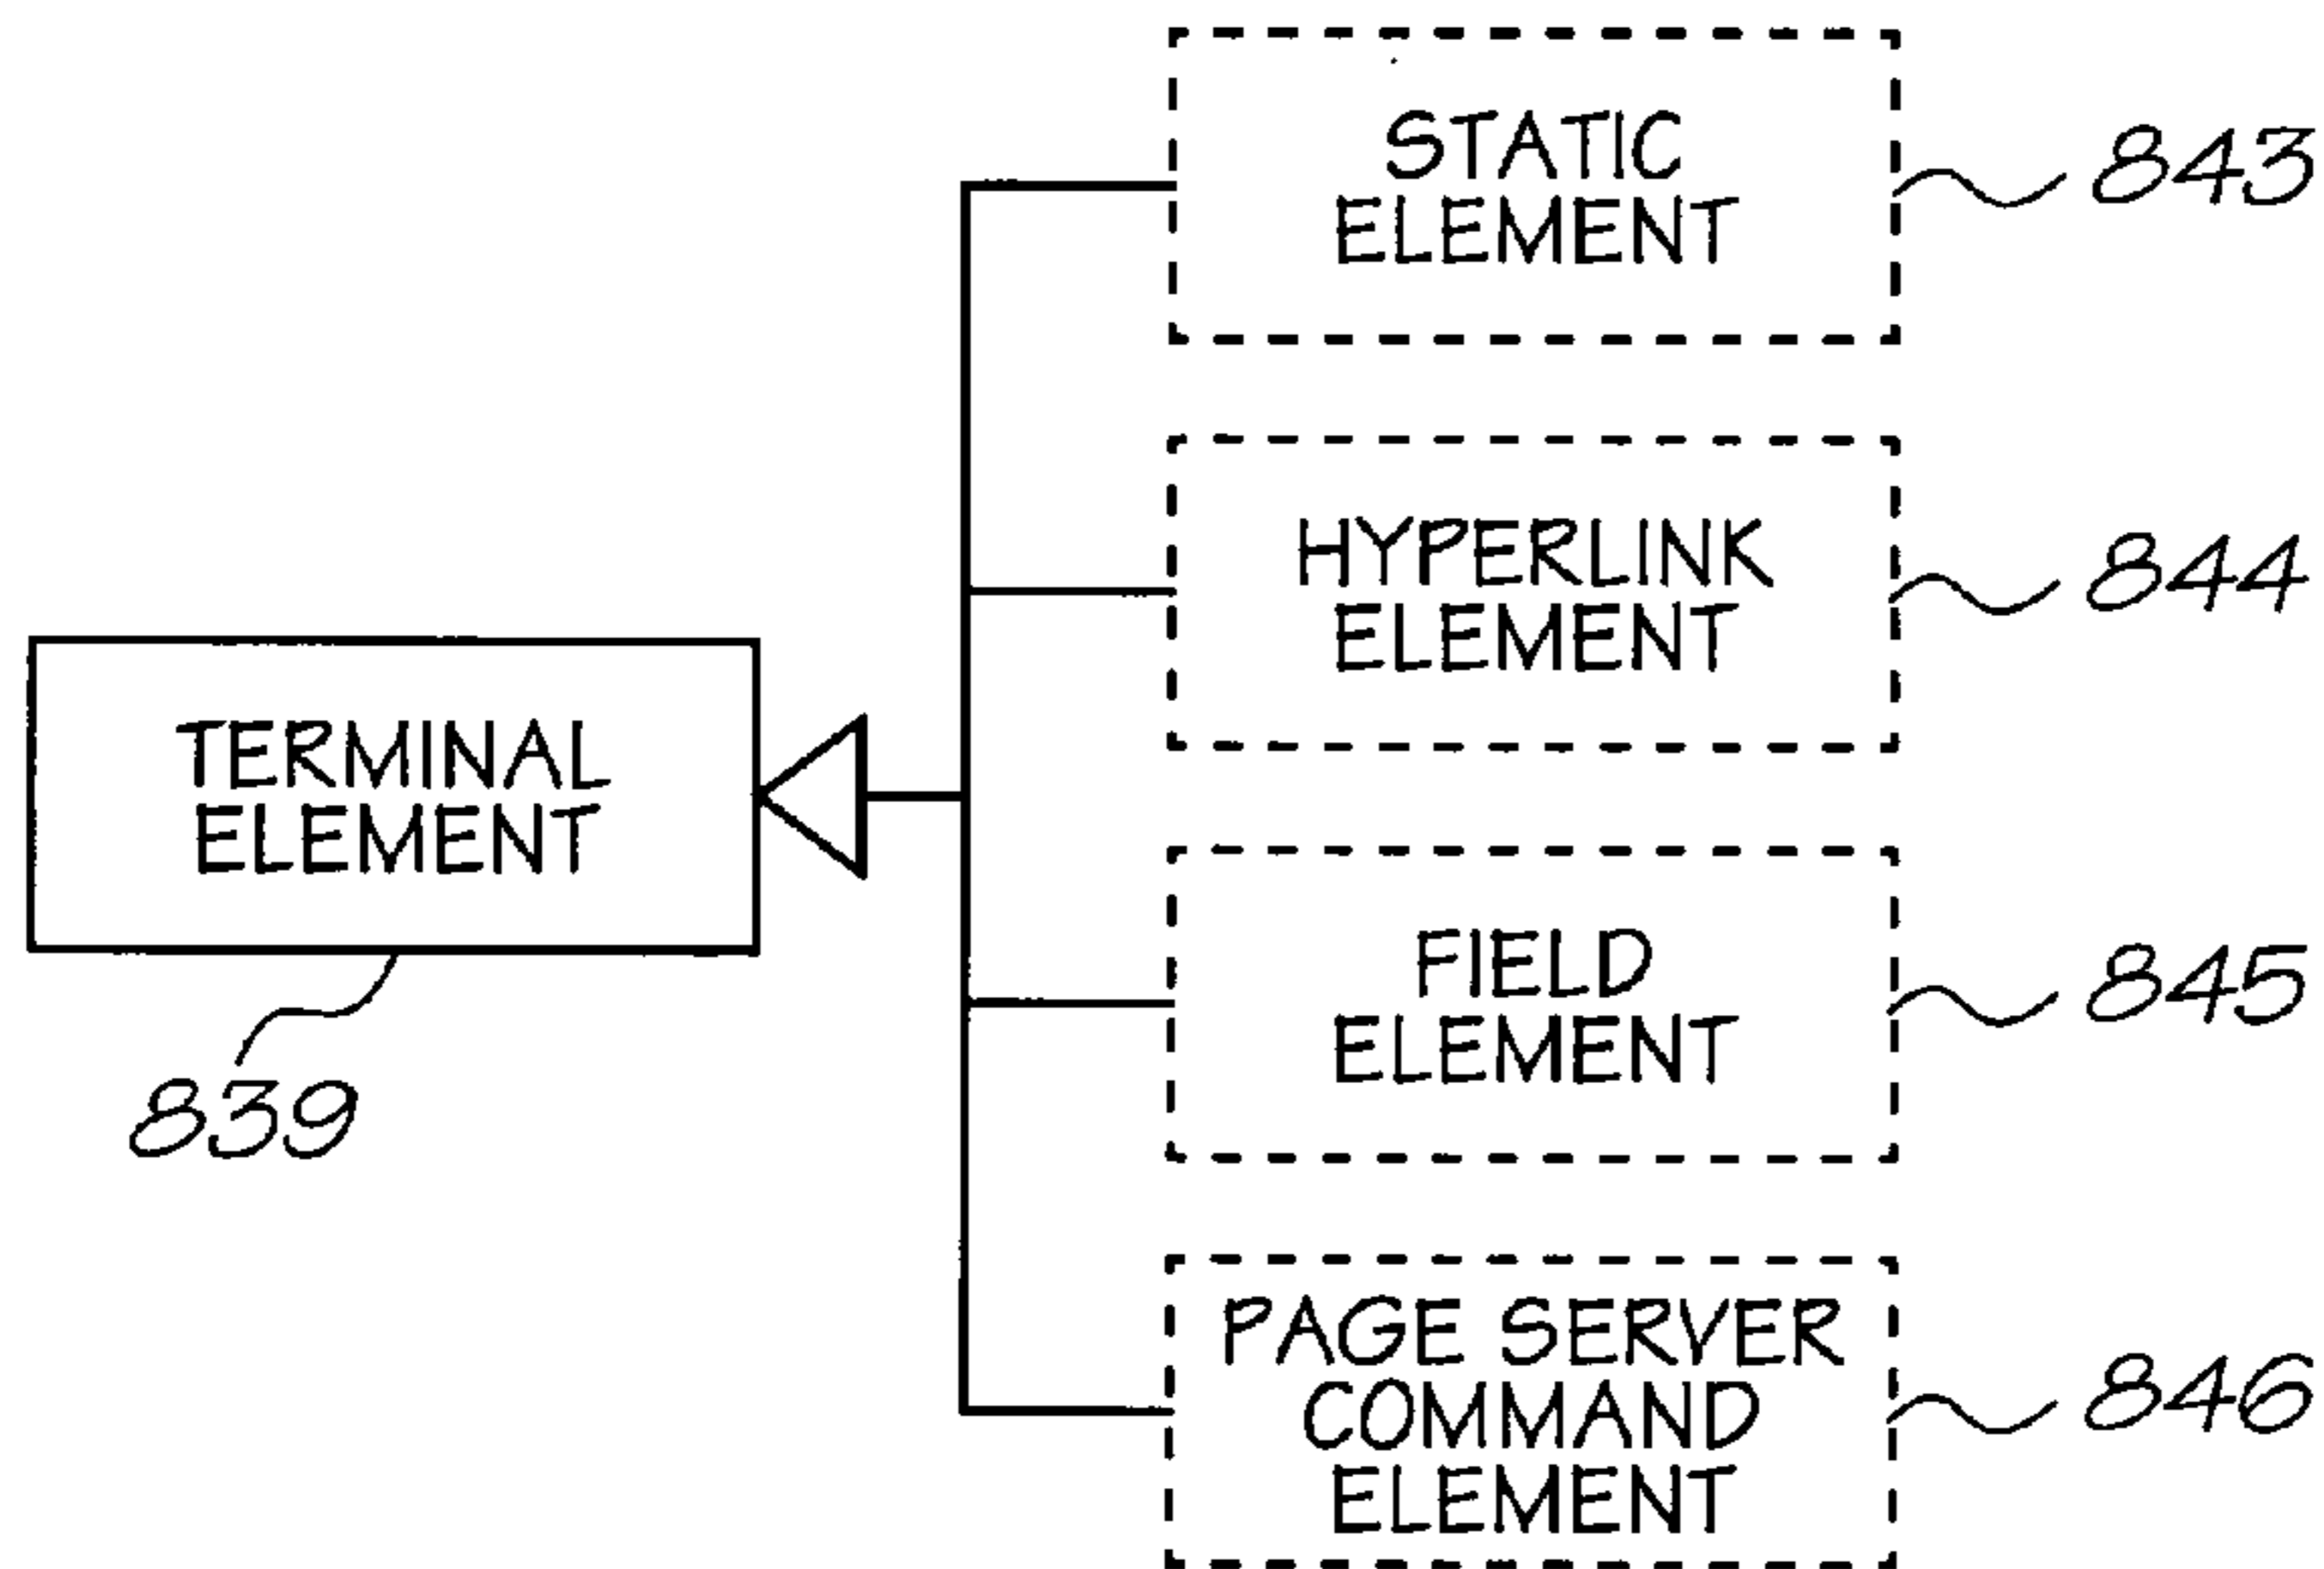 STATIC
ELEMENT
843
HYPERLINK
ELEMENT
844
TERMINAL
ELEMENT
839
FIELD
ELEMENT
845
PAGE SERVER
COMMAND
ELEMENT
846